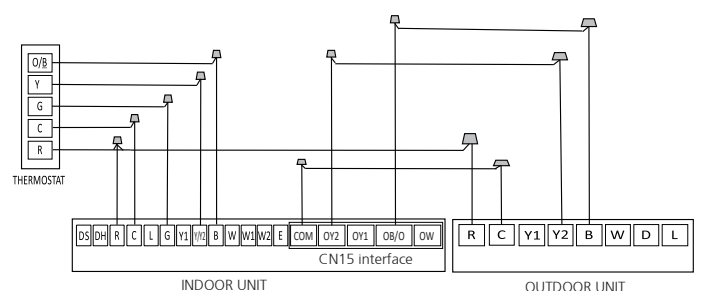 O/B
Y
G
C
R
THERMOSTAT
DS DH R C L G Y1 Y/Y2 B W W1 W2 E COM OY2 OY1 OB/O OW
CN15 interface
INDOOR UNIT
R C Y1 Y2 B W D L
OUTDOOR UNIT